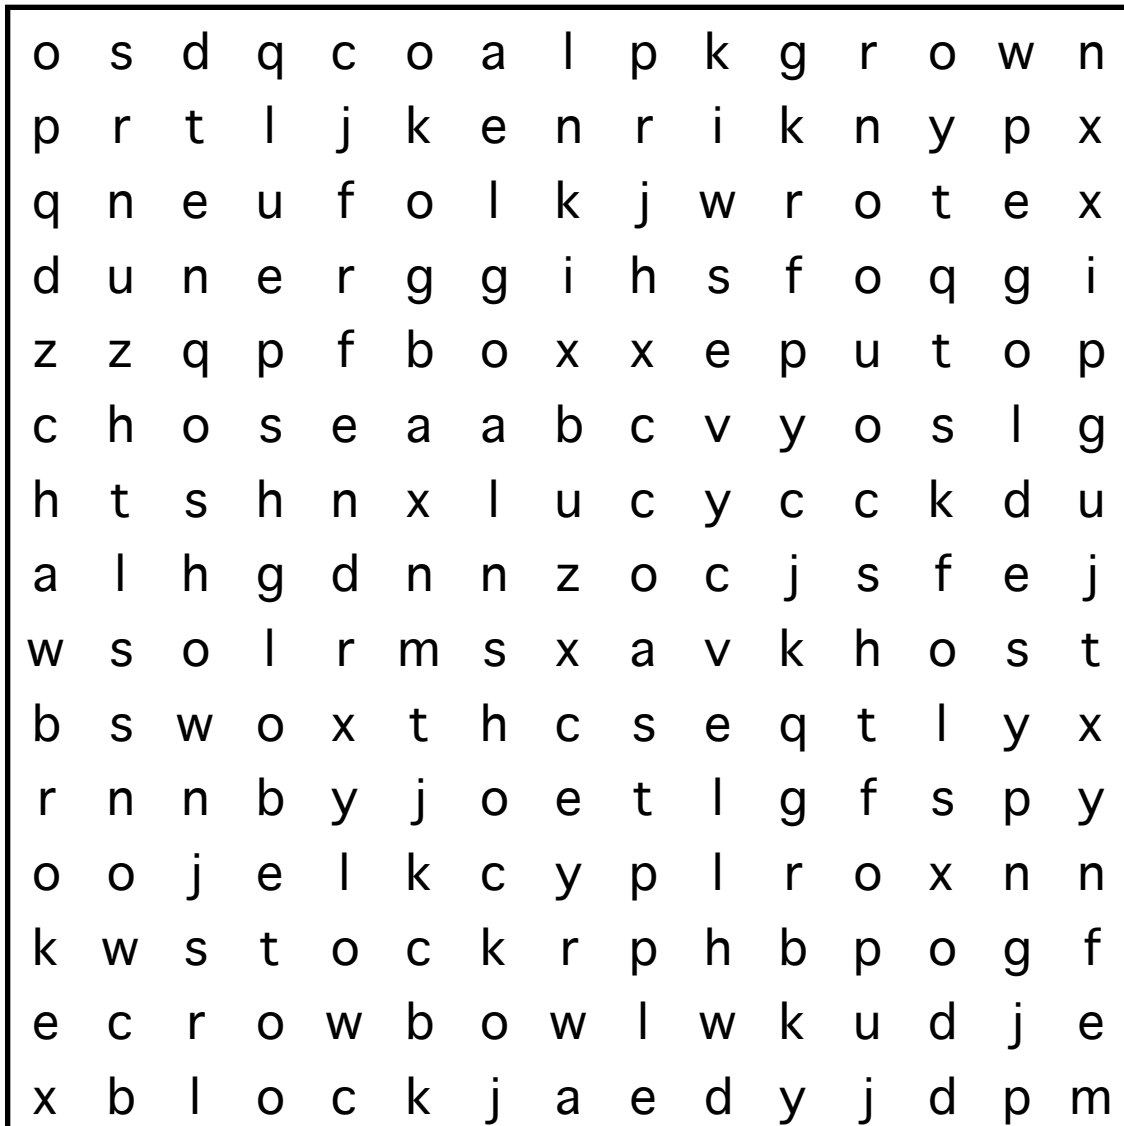 o s d q c o a l p k g r o w n
p r t l j k e n r i k n y p x
q n e u f o l k j w r o t e x
d u n e r g g i h s f o q g i
z z q p f b o x x e p u t o p
c h o s e a a b c v y o s l g
h t s h n x l u c y c c k d u
a l h g d n n z o c j s f e j
w s o l r m s x a v k h o s t
b s w o x t h c s e q t l y x
r n n b y j o e t l g f s p y
o o j e l k c y p l r o x n n
k w s t o c k r p h b p o g f
e c r o w b o w l w k u d j e
x b l o c k j a e d y j d p m